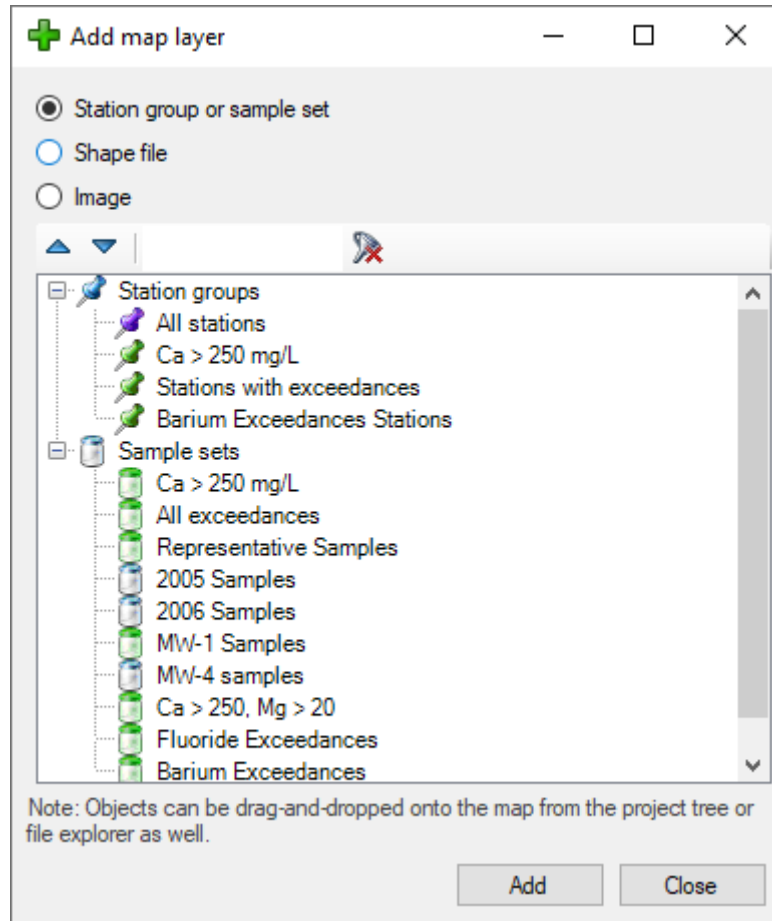 Add map layer
Station group or sample set
Shape file
Image
Station groups
All stations
Ca > 250 mg/L
Stations with exceedances
Barium Exceedances Stations
Sample sets
Ca > 250 mg/L
All exceedances
Representative Samples
2005 Samples
2006 Samples
MW-1 Samples
MW-4 samples
Ca > 250, Mg > 20
Fluoride Exceedances
Barium Exceedances
Note: Objects can be drag-and-dropped onto the map from the project tree or
file explorer as well.
Add Close